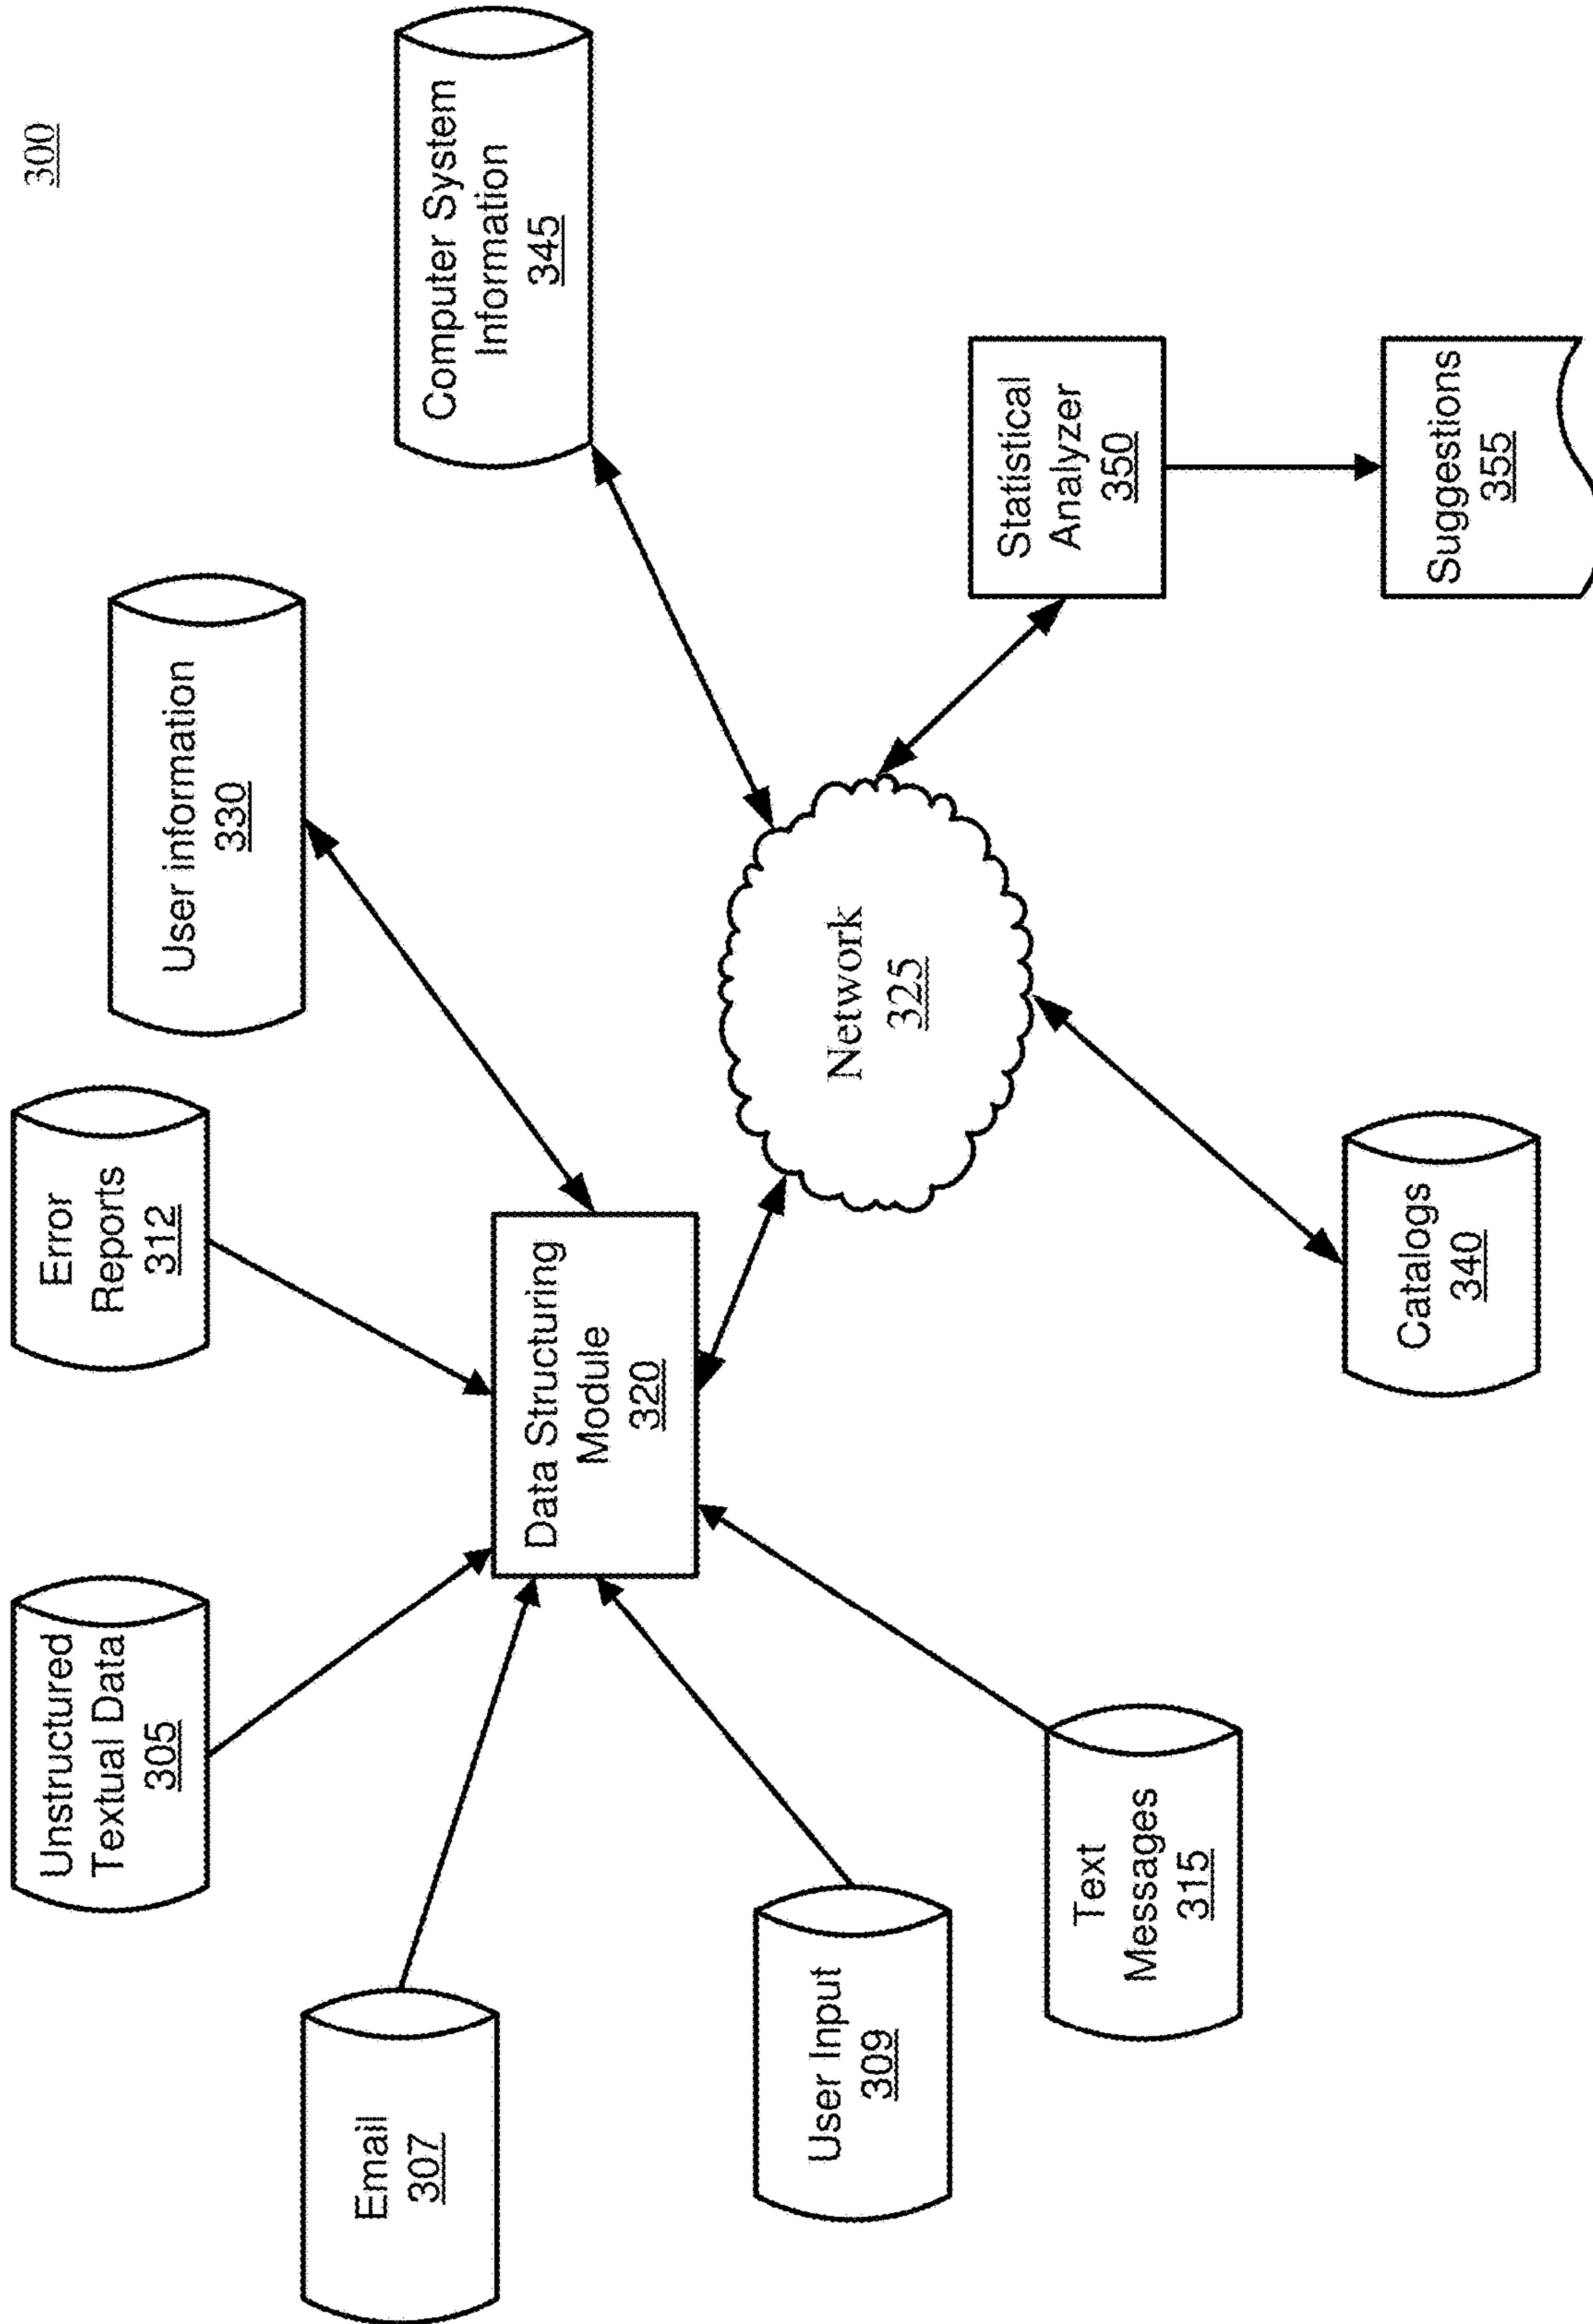 300
Unstructured
Textual Data
305
Error
Reports
312
User information
330
Email
307
Computer System
Information
345
Data Structuring
Module
320
User Input
309
Network
325
Statistical
Analyzer
350
Text
Messages
315
Catalogs
340
Suggestions
355